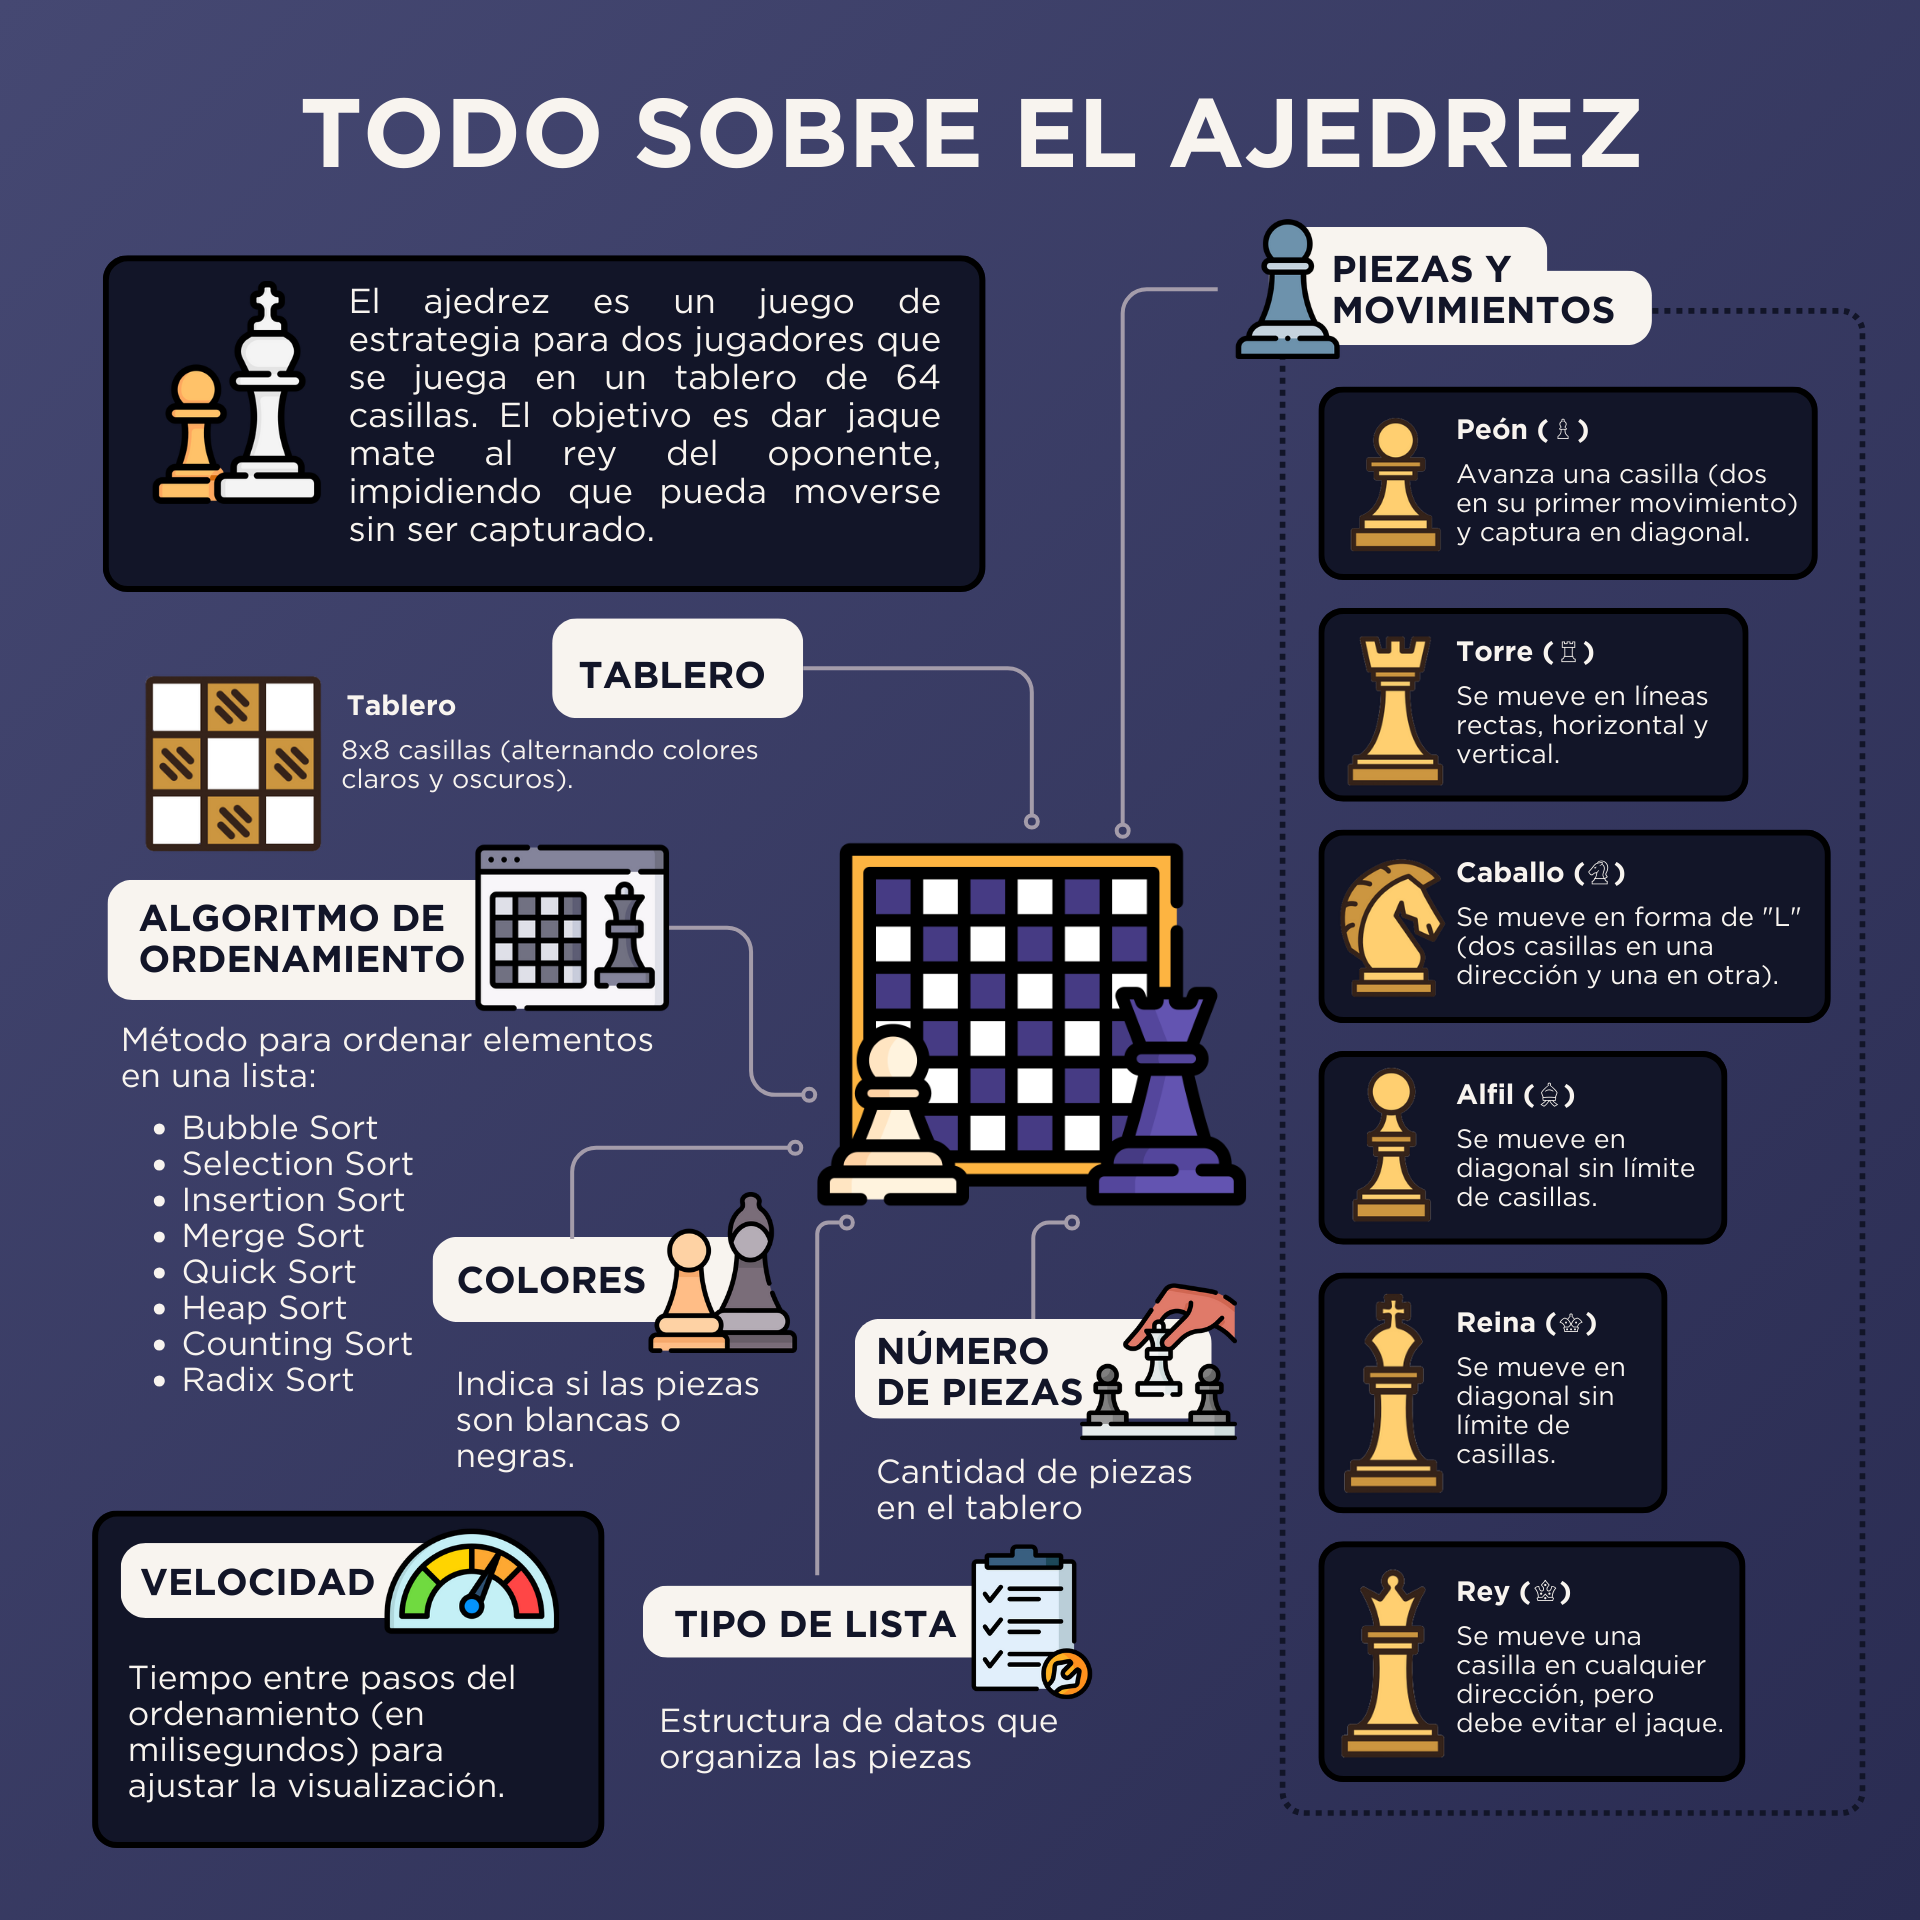 TODO SOBRE EL AJEDREZ
El ajedrez es un juego de
estrategia para dos jugadores que
se juega en un tablero de 64
casillas. El objetivo es dar jaque
mate al rey del oponente,
impidiendo que pueda moverse
sin ser capturado.
TABLERO
Tablero
8x8 casillas (alternando colores
claros y oscuros).
ALGORITMO DE
ORDENAMIENTO
Método para ordenar elementos
en una lista:
• Bubble Sort
• Selection Sort
• Insertion Sort
• Merge Sort
• Quick Sort
• Heap Sort
• Counting Sort
• Radix Sort
COLORES
Indica si las piezas
son blancas o
negras.
NÚMERO
DE PIEZAS
Cantidad de piezas
en el tablero
VELOCIDAD
Tiempo entre pasos del
ordenamiento (en
milisegundos) para
ajustar la visualización.
TIPO DE LISTA
Estructura de datos que
organiza las piezas
PIEZAS Y
MOVIMIENTOS
Peón (♙)
Avanza una casilla (dos
en su primer movimiento)
y captura en diagonal.
Torre (♖)
Se mueve en líneas
rectas, horizontal y
vertical.
Caballo (♘)
Se mueve en forma de "L"
(dos casillas en una
dirección y una en otra).
Alfil (♗)
Se mueve en
diagonal sin límite
de casillas.
Reina (♔)
Se mueve en
diagonal sin
límite de
casillas.
Rey (♕)
Se mueve una
casilla en cualquier
dirección, pero
debe evitar el jaque.